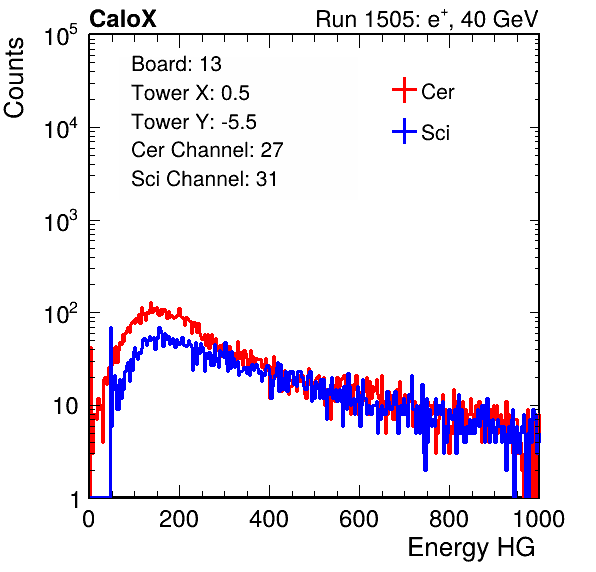 CaloX Run 1505: e⁺, 40 GeV
Counts
10⁵
10⁴
10³
10²
10
1
Board: 13
Tower X: 0.5
Tower Y: -5.5
Cer Channel: 27
Sci Channel: 31
Cer
Sci
0 200 400 600 800 1000
Energy HG